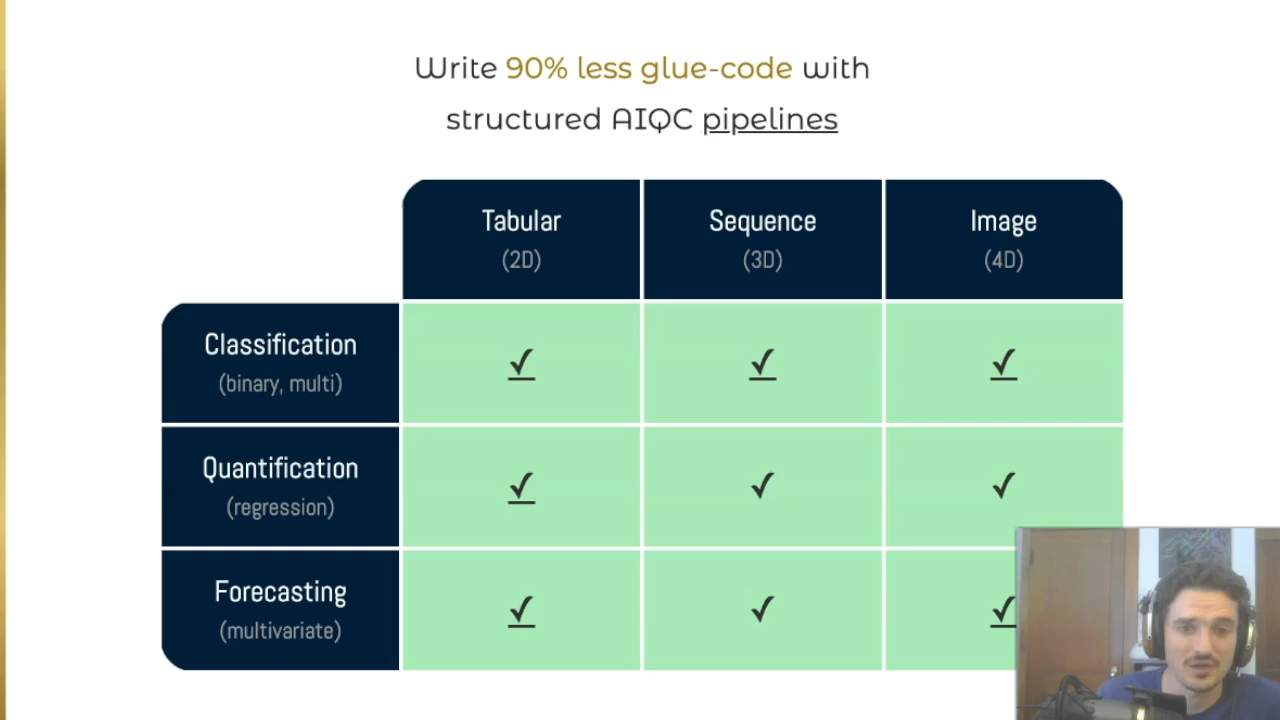 Write 90% less glue-code with
structured AIQC pipelines
Tabular
(2D)
Sequence
(3D)
Image
(4D)
Classification
(binary, multi)
✓
✓
✓
Quantification
(regression)
✓
✓
✓
Forecasting
(multivariate)
✓
✓
✓